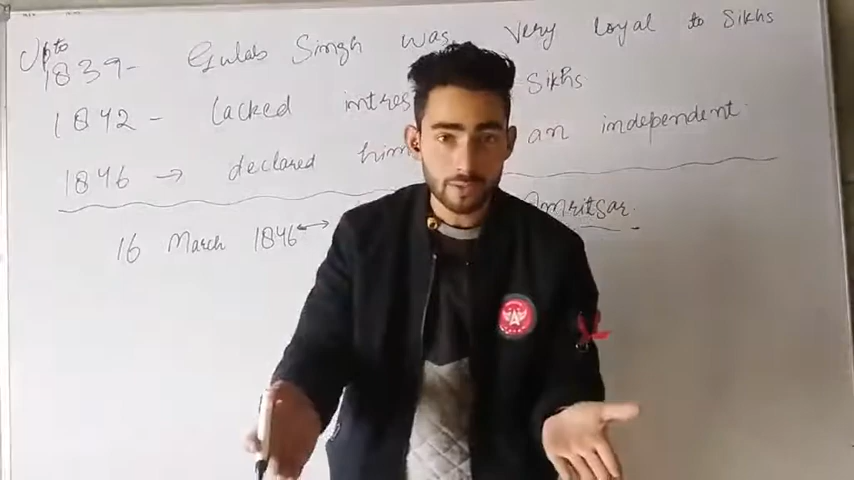 Upto
1839- Gulab Singh was Very Loyal to Sikhs
1842 - lacked intres Sikhs
1846 → declared him an independent.
16 March 1846 ↔ Amritsar